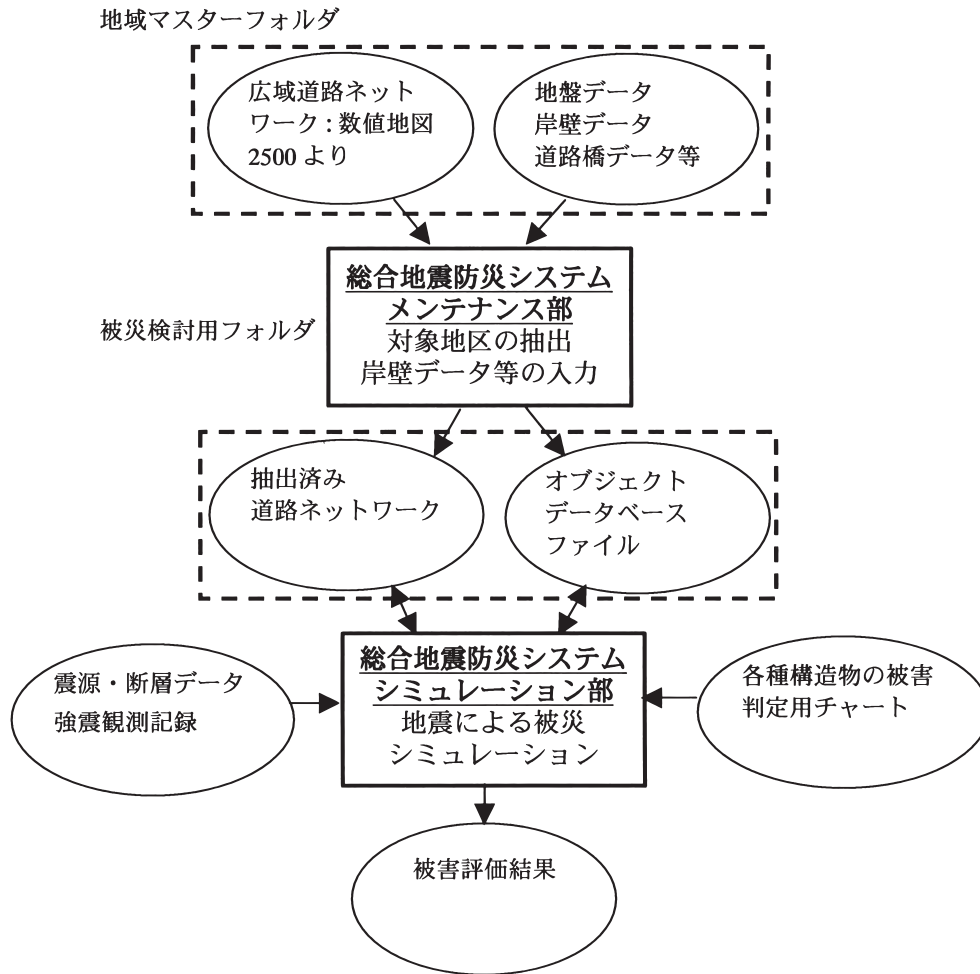 地域マスターフォルダ
広域道路ネット
ワーク : 数値地図
2500 より
地盤データ
岸壁データ
道路橋データ等
総合地震防災システム
メンテナンス部
対象地区の抽出
岸壁データ等の入力
被災検討用フォルダ
抽出済み
道路ネットワーク
オブジェクト
データベース
ファイル
総合地震防災システム
シミュレーション部
地震による被災
シミュレーション
震源・断層データ
強震観測記録
各種構造物の被害
判定用チャート
被害評価結果